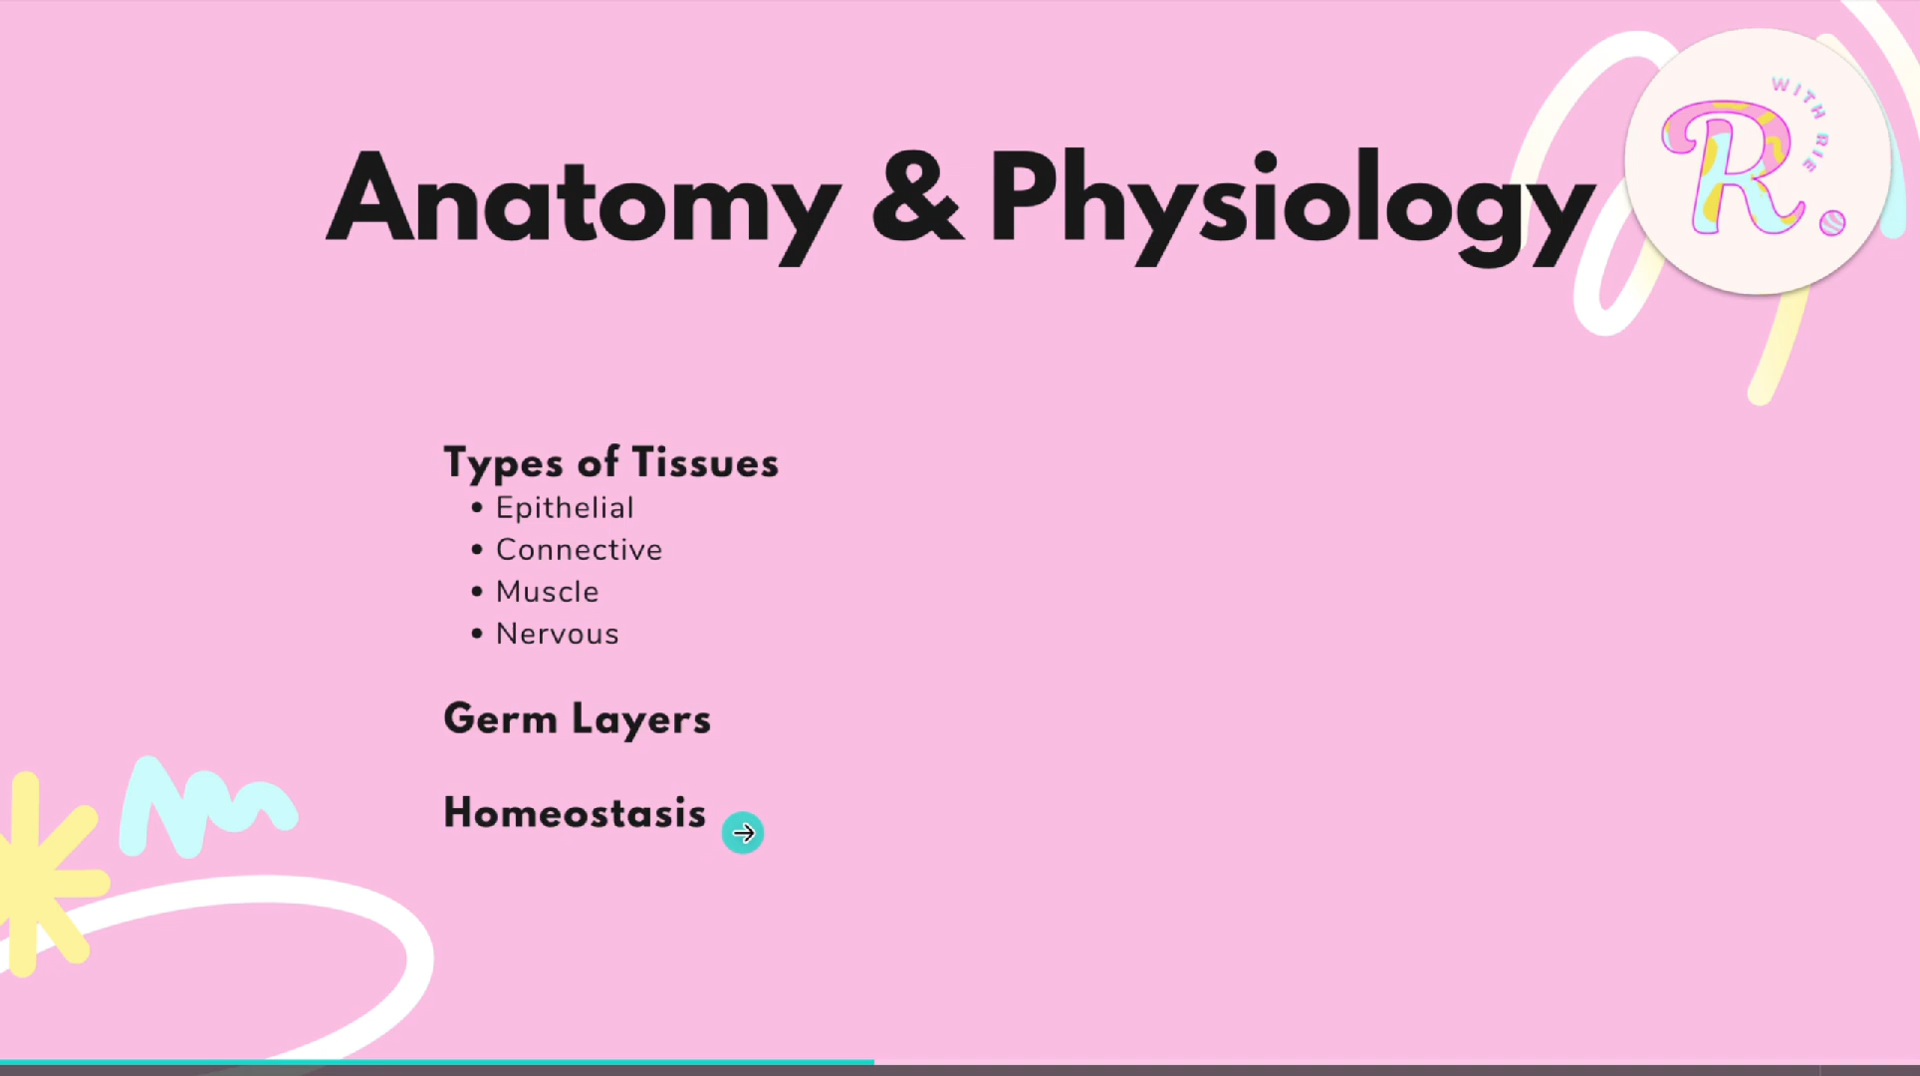 Anatomy & Physiology
WITH RIE
R.
Types of Tissues
• Epithelial
• Connective
• Muscle
• Nervous
Germ Layers
Homeostasis